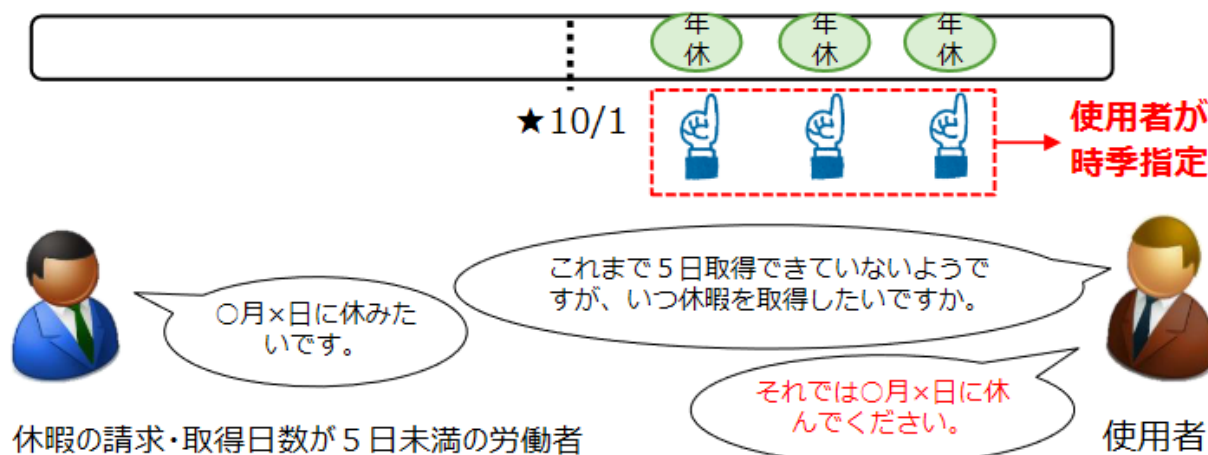 年
休
年
休
年
休
★10/1
使用者が
時季指定
これまで５日取得できていないようで
すが、いつ休暇を取得したいですか。
○月×日に休みた
いです。
それでは○月×日に休
んでください。
休暇の請求・取得日数が５日未満の労働者
使用者